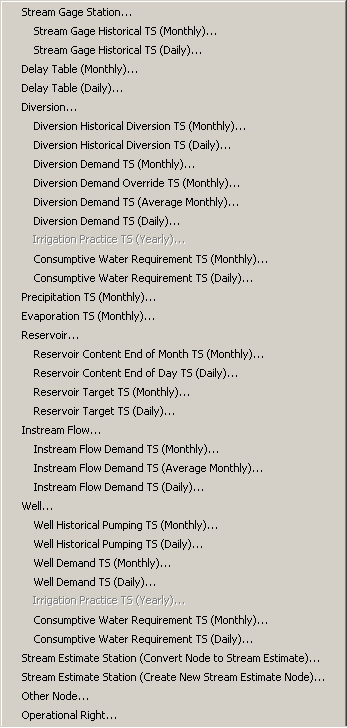 Stream Gage Station...
Stream Gage Historical TS (Monthly)...
Stream Gage Historical TS (Daily)...
Delay Table (Monthly)...
Delay Table (Daily)...
Diversion...
Diversion Historical Diversion TS (Monthly)...
Diversion Historical Diversion TS (Daily)...
Diversion Demand TS (Monthly)...
Diversion Demand Override TS (Monthly)...
Diversion Demand TS (Average Monthly)...
Diversion Demand TS (Daily)...
Irrigation Practice TS (Yearly)...
Consumptive Water Requirement TS (Monthly)...
Consumptive Water Requirement TS (Daily)...
Precipitation TS (Monthly)...
Evaporation TS (Monthly)...
Reservoir...
Reservoir Content End of Month TS (Monthly)...
Reservoir Content End of Day TS (Daily)...
Reservoir Target TS (Monthly)...
Reservoir Target TS (Daily)...
Instream Flow...
Instream Flow Demand TS (Monthly)...
Instream Flow Demand TS (Average Monthly)...
Instream Flow Demand TS (Daily)...
Well...
Well Historical Pumping TS (Monthly)...
Well Historical Pumping TS (Daily)...
Well Demand TS (Monthly)...
Well Demand TS (Daily)...
Irrigation Practice TS (Yearly)...
Consumptive Water Requirement TS (Monthly)...
Consumptive Water Requirement TS (Daily)...
Stream Estimate Station (Convert Node to Stream Estimate)...
Stream Estimate Station (Create New Stream Estimate Node)...
Other Node...
Operational Right...